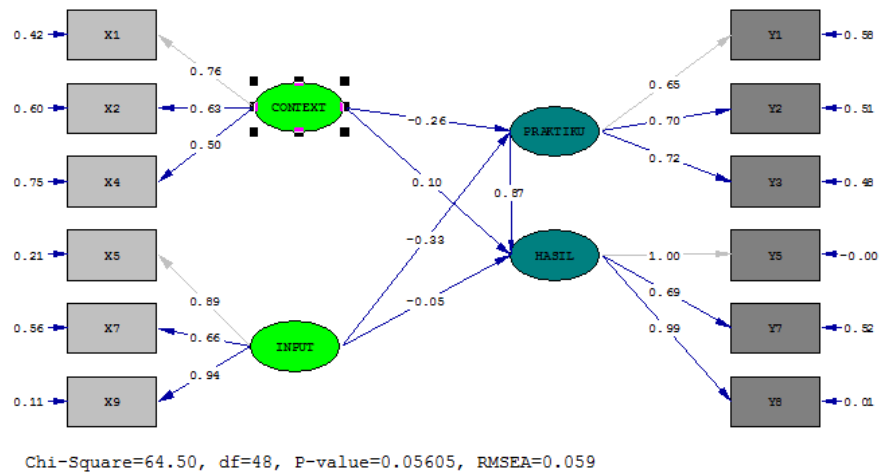 0.42
X1
0.60
X2
0.75
X4
0.21
X5
0.56
X7
0.11
X9
0.76
0.63
0.50
0.89
0.66
0.94
CONTEXT
INPUT
-0.26
0.10
-0.33
-0.05
PRAKTIKU
0.87
HASIL
0.65
0.70
0.72
1.00
0.69
0.99
Y1
0.58
Y2
0.51
Y3
0.48
Y5
-0.00
Y7
0.52
Y8
0.01
Chi-Square=64.50, df=48, P-value=0.05605, RMSEA=0.059